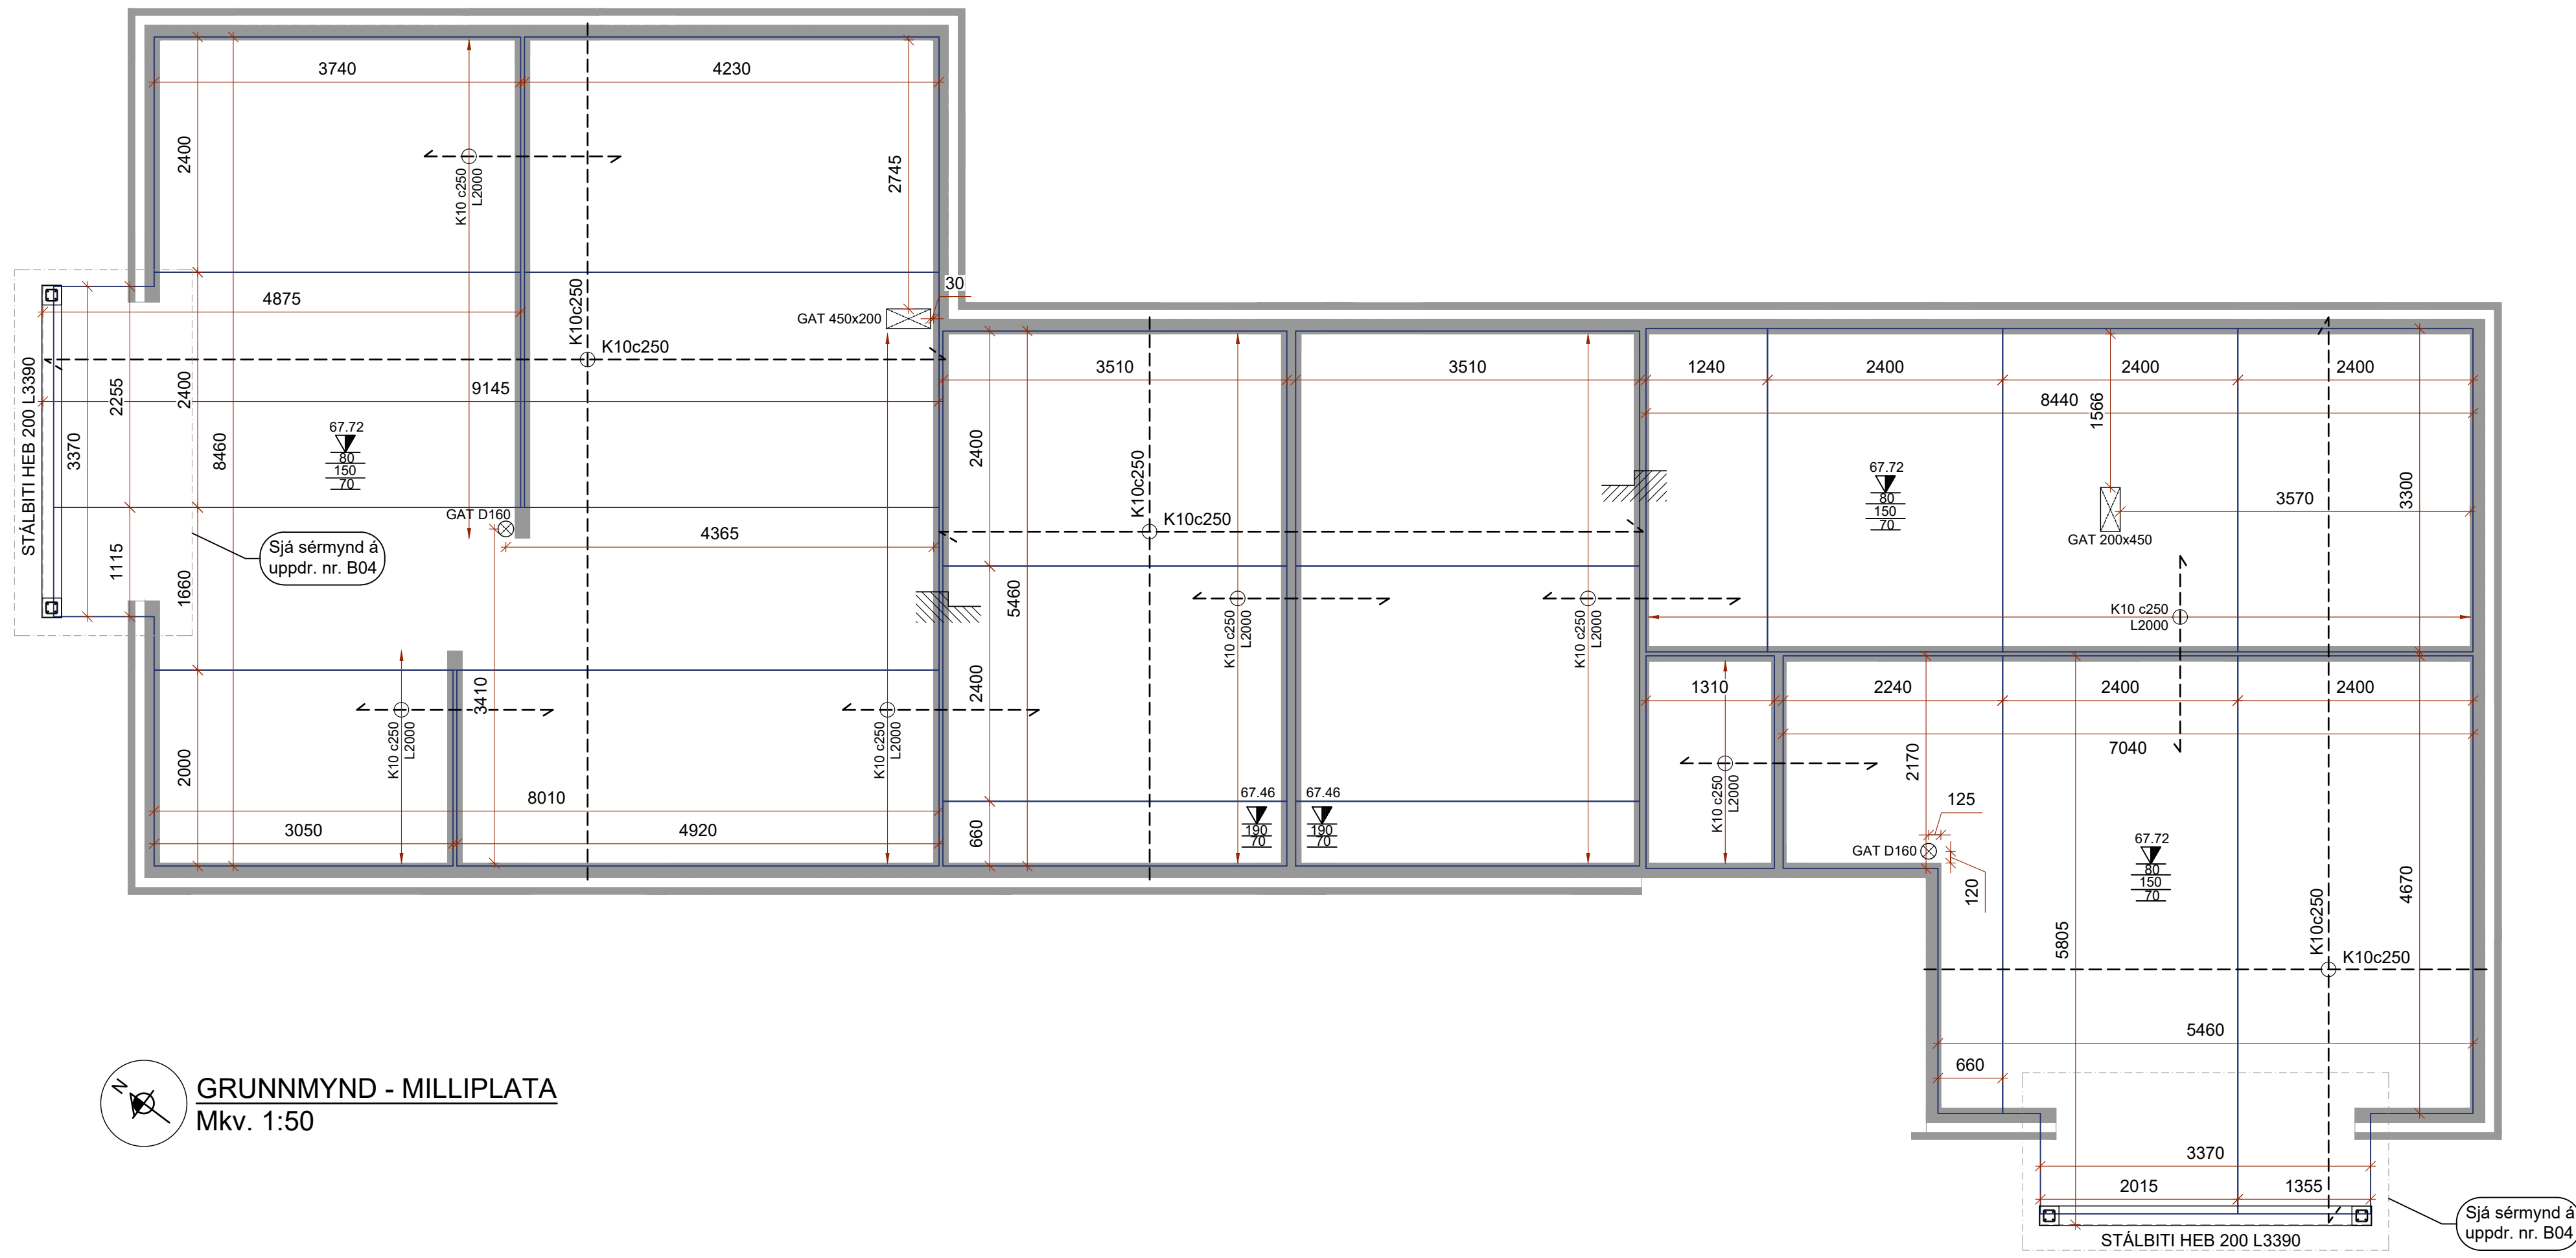 3740
4230
2400
2745
K10 c250
L2000
30
4875
GAT 450x200
K10c250
K10c250
3510
3510
1240
2400
2400
2400
STÁLBITI HEB 200 L3390
3370
2255
2400
8460
9145
8440
1566
67.72
80
150
70
2400
K10c250
K10c250
67.72
80
150
70
3570
3300
GAT D160
4365
GAT 200x450
Sjá sérmynd á
uppdr. nr. B04
1115
1660
5460
K10 c250
L2000
K10 c250
L2000
K10 c250
L2000
2400
3410
1310
2240
2400
2400
K10 c250
L2000
K10 c250
L2000
2000
7040
2170
K10 c250
L2000
8010
67.46
190
70
67.46
190
70
125
3050
4920
660
GAT D160
67.72
80
150
70
120
4670
5805
K10c250
K10c250
5460
660
GRUNNMYND - MILLIPLATA
Mkv. 1:50
N
3370
2015
1355
STÁLBITI HEB 200 L3390
Sjá sérmynd á
uppdr. nr. B04